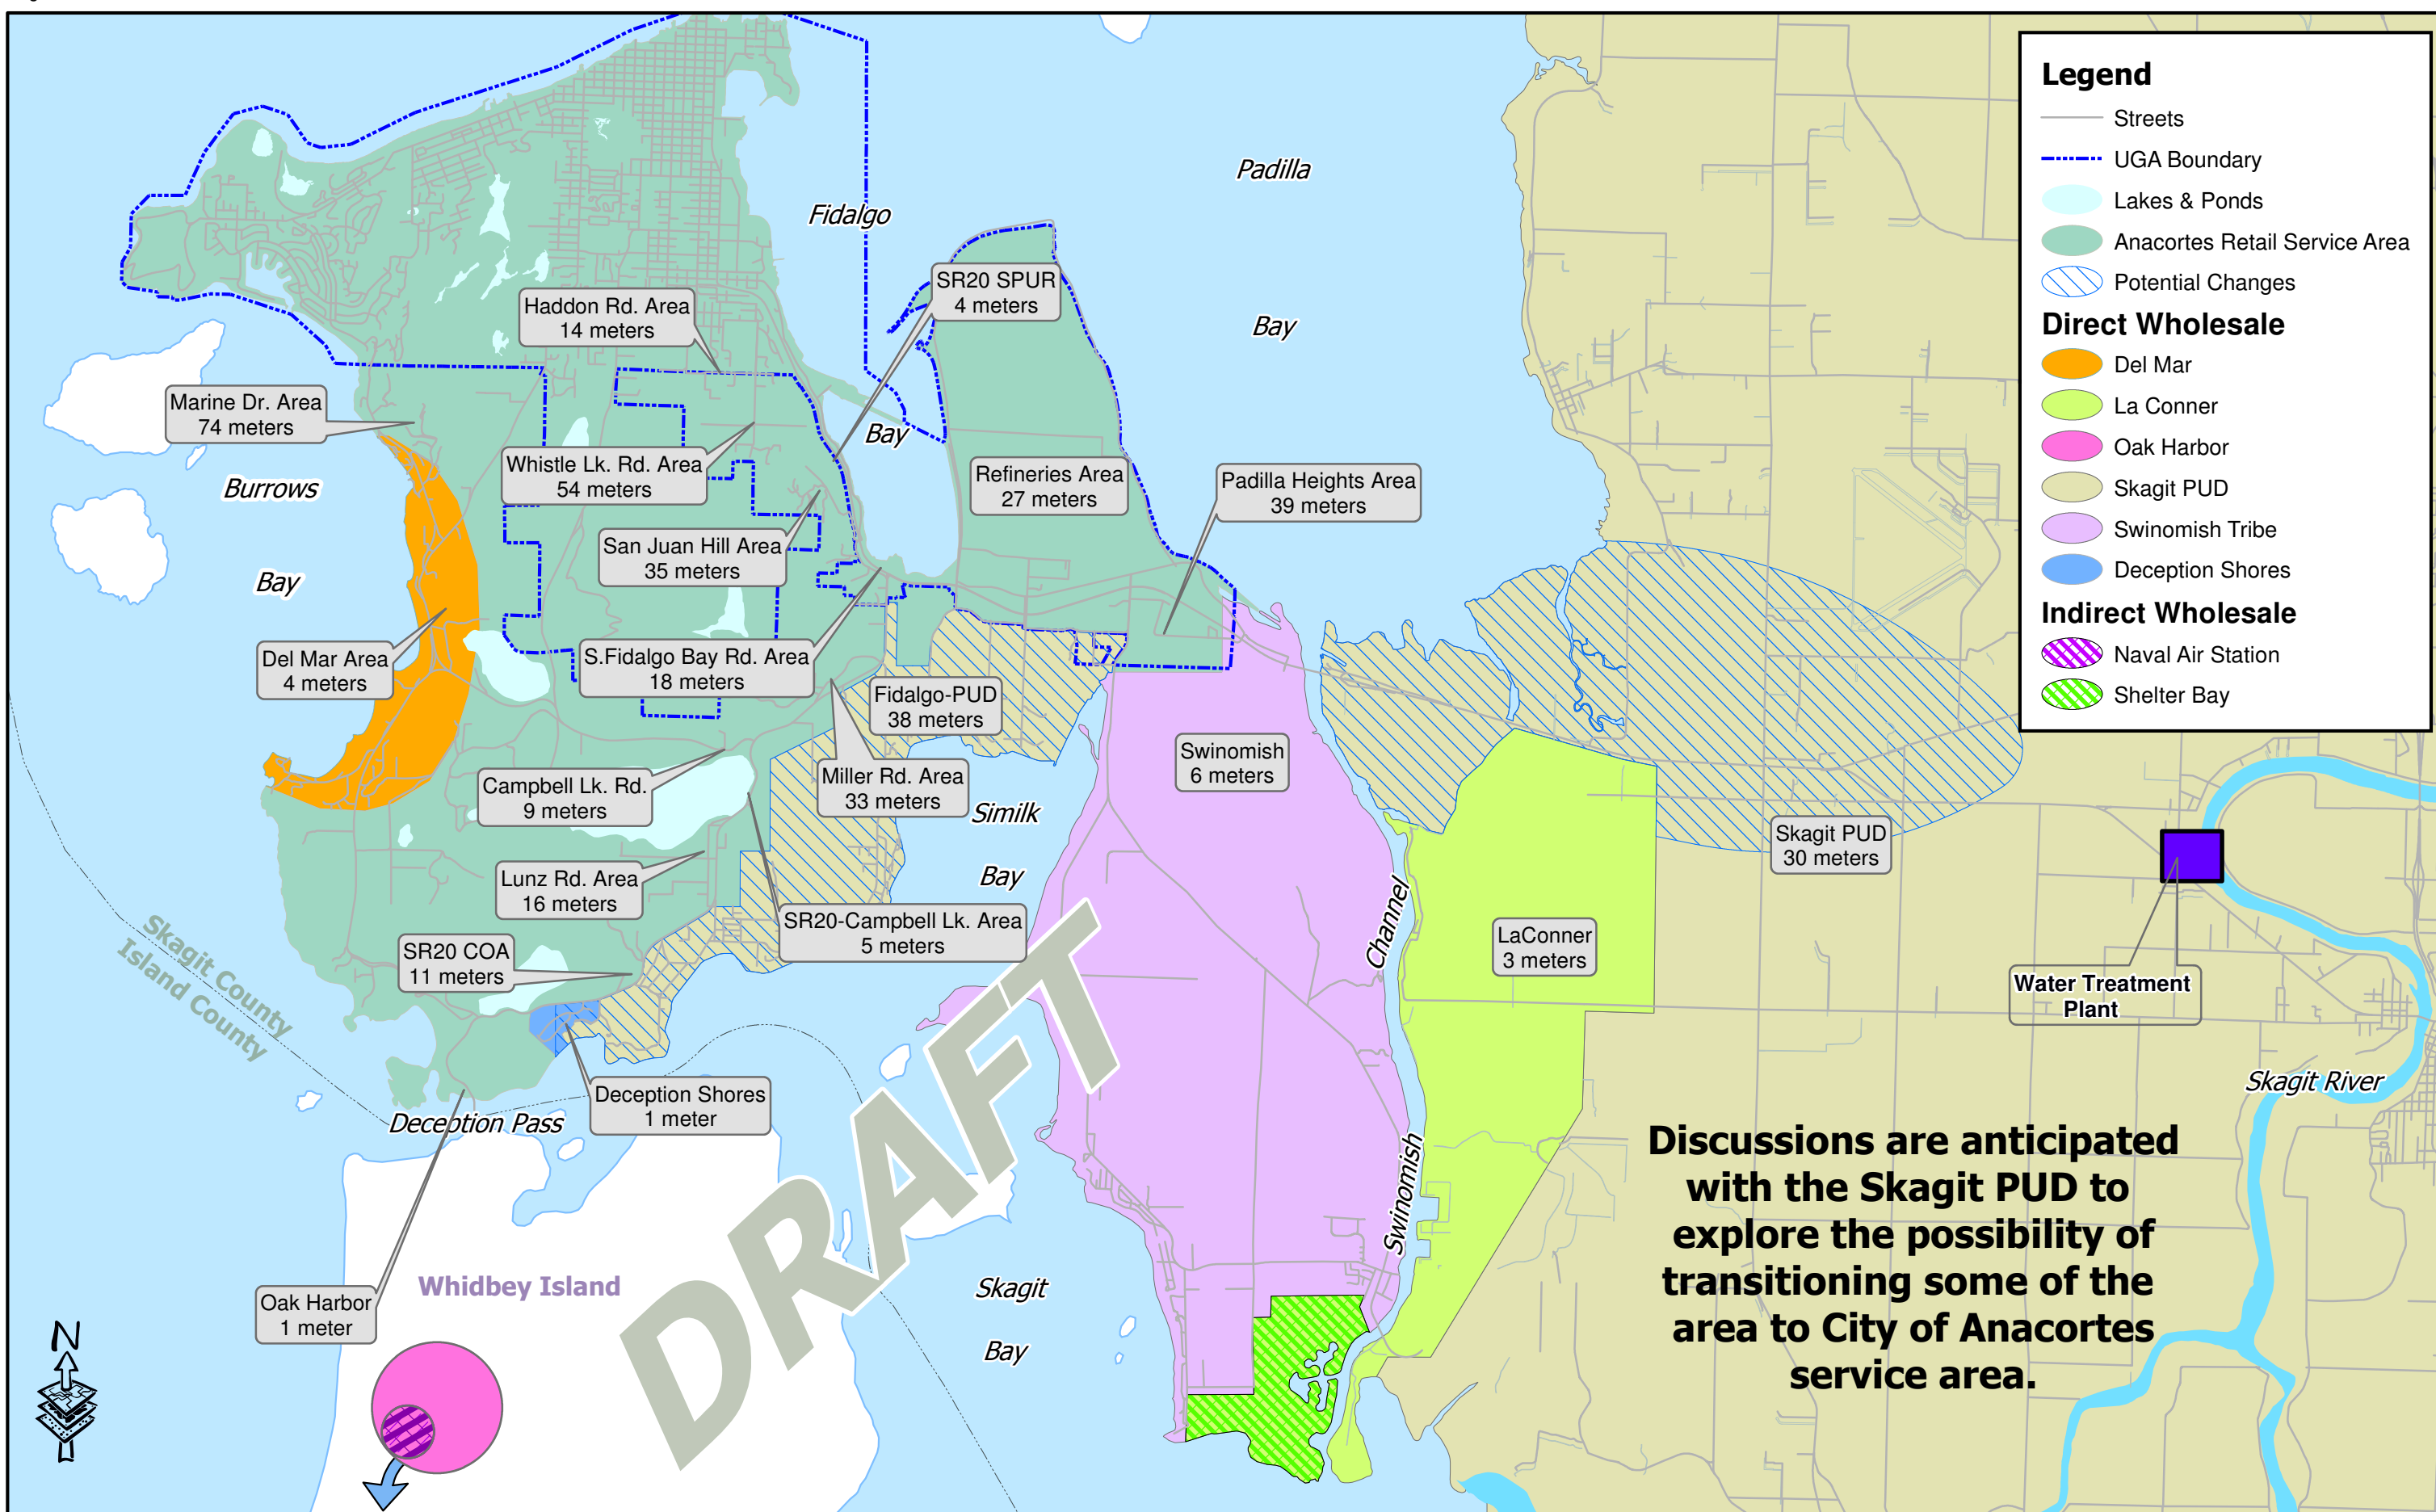 Legend
Streets
UGA Boundary
Lakes & Ponds
Anacortes Retail Service Area
Potential Changes
Direct Wholesale
Del Mar
La Conner
Oak Harbor
Skagit PUD
Swinomish Tribe
Deception Shores
Indirect Wholesale
Naval Air Station
Shelter Bay
Padilla
Bay
Fidalgo
Bay
SR20 SPUR
4 meters
Haddon Rd. Area
14 meters
Marine Dr. Area
74 meters
Whistle Lk. Rd. Area
54 meters
Refineries Area
27 meters
Padilla Heights Area
39 meters
Burrows
Bay
San Juan Hill Area
35 meters
Del Mar Area
4 meters
S.Fidalgo Bay Rd. Area
18 meters
Fidalgo-PUD
38 meters
Swinomish
6 meters
Campbell Lk. Rd.
9 meters
Miller Rd. Area
33 meters
Similk
Bay
Skagit PUD
30 meters
Lunz Rd. Area
16 meters
SR20-Campbell Lk. Area
5 meters
SR20 COA
11 meters
LaConner
3 meters
Skagit County
Island County
Water Treatment
Plant
Deception Shores
1 meter
Deception Pass
Skagit River
Swinomish
Channel
DRAFT
Discussions are anticipated
with the Skagit PUD to
explore the possibility of
transitioning some of the
area to City of Anacortes
service area.
Whidbey Island
Oak Harbor
1 meter
Skagit
Bay
N